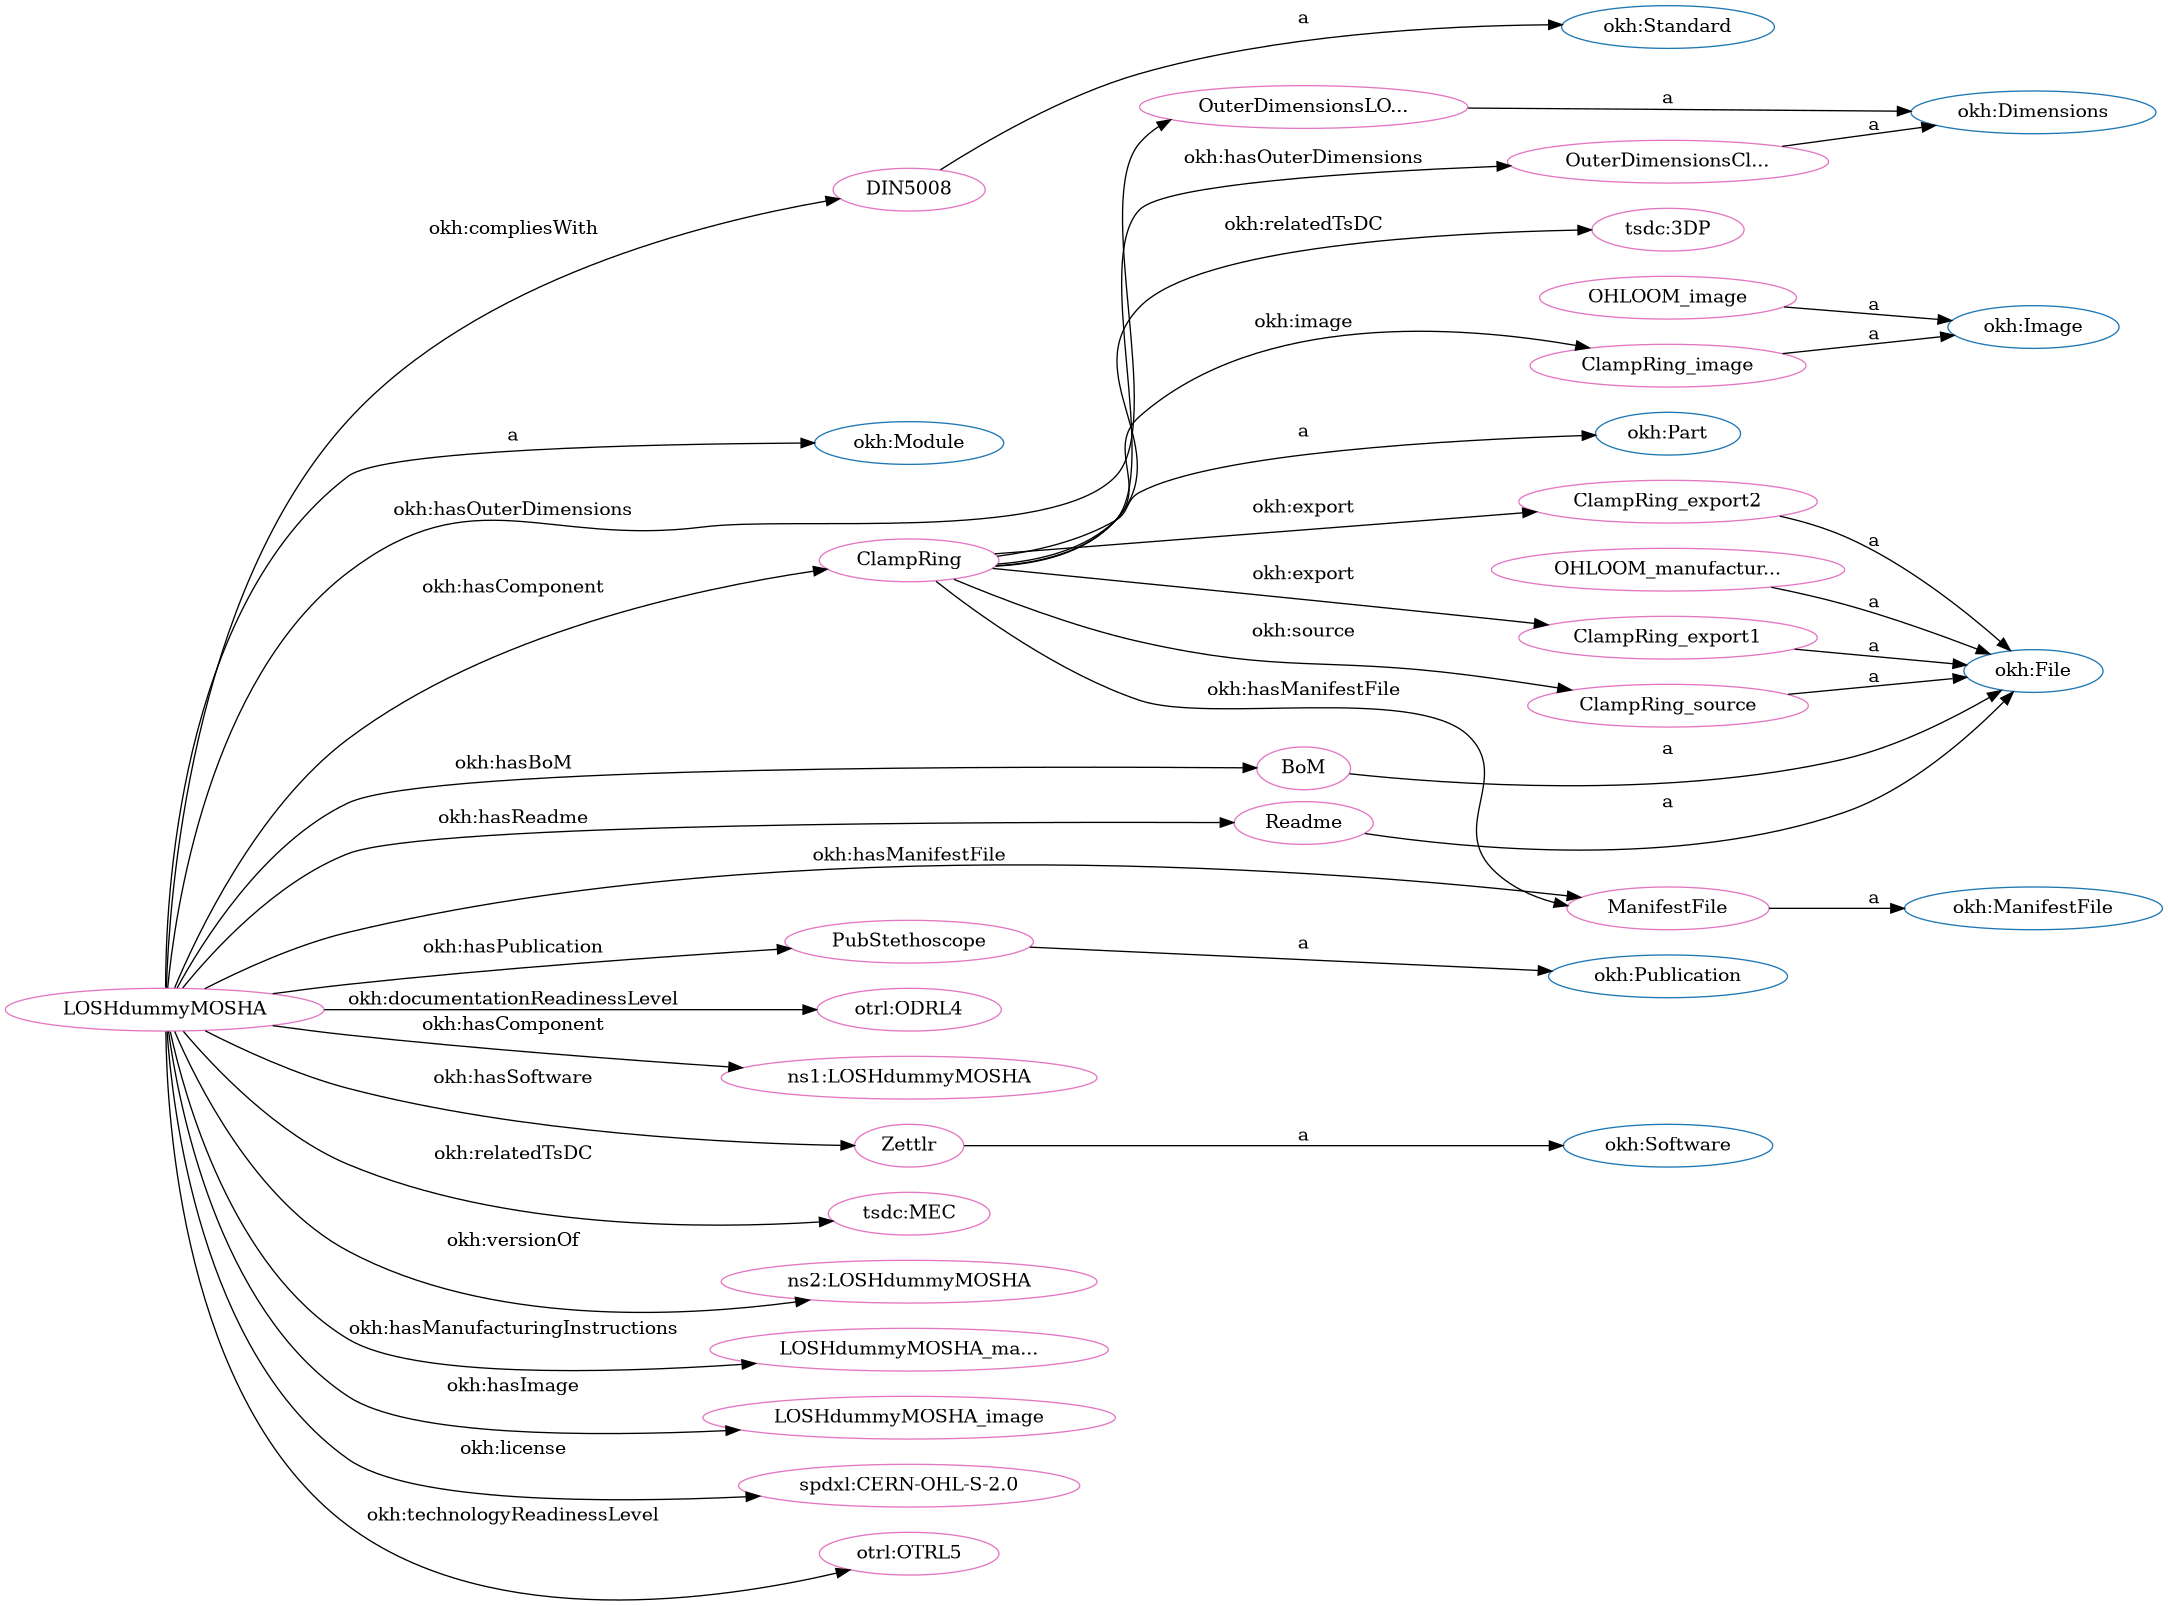 a
okh:Standard
OuterDimensionsLO...
a
okh:Dimensions
a
okh:hasOuterDimensions
OuterDimensionsCl...
DIN5008
okh:compliesWith
okh:relatedTsDC
tsdc:3DP
OHLOOM_image
a
okh:image
okh:Image
a
ClampRing_image
a
okh:Module
a
okh:Part
okh:hasOuterDimensions
okh:export
ClampRing_export2
a
ClampRing
okh:hasComponent
okh:export
OHLOOM_manufactur...
a
okh:source
ClampRing_export1
a
okh:File
a
okh:hasManifestFile
ClampRing_source
okh:hasBoM
BoM
a
okh:hasReadme
Readme
a
okh:hasManifestFile
ManifestFile
a
okh:ManifestFile
okh:hasPublication
PubStethoscope
a
okh:Publication
LOSHdummyMOSHA
okh:documentationReadinessLevel
otrl:ODRL4
okh:hasComponent
ns1:LOSHdummyMOSHA
okh:hasSoftware
Zettlr
a
okh:Software
okh:relatedTsDC
tsdc:MEC
okh:versionOf
ns2:LOSHdummyMOSHA
okh:hasManufacturingInstructions
LOSHdummyMOSHA_ma...
okh:hasImage
LOSHdummyMOSHA_image
okh:license
spdxl:CERN-OHL-S-2.0
okh:technologyReadinessLevel
otrl:OTRL5